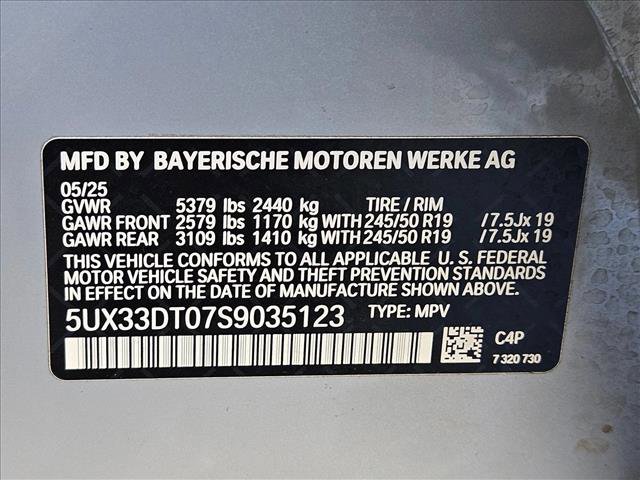 MFD BY BAYERISCHE MOTOREN WERKE AG
05/25
GVWR 5379 lbs 2440 kg TIRE / RIM
GAWR FRONT 2579 lbs 1170 kg WITH 245/50 R19 /7.5Jx 19
GAWR REAR 3109 lbs 1410 kg WITH 245/50 R19 /7.5Jx 19
THIS VEHICLE CONFORMS TO ALL APPLICABLE U. S. FEDERAL
MOTOR VEHICLE SAFETY AND THEFT PREVENTION STANDARDS
IN EFFECT ON THE DATE OF MANUFACTURE SHOWN ABOVE.
5UX33DT07S9035123 TYPE: MPV
C4P
7 320 730